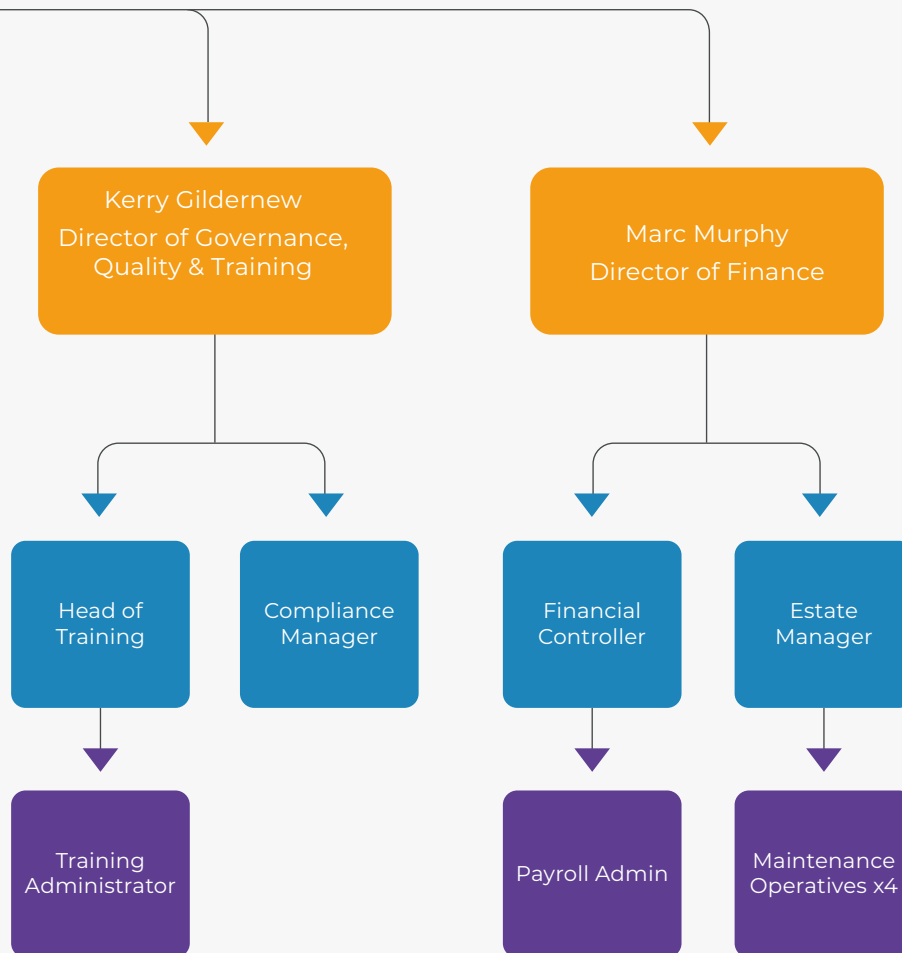 Kerry Gildernew
Director of Governance,
Quality & Training
Marc Murphy
Director of Finance
Head of
Training
Compliance
Manager
Financial
Controller
Estate
Manager
Training
Administrator
Payroll Admin
Maintenance
Operatives x4